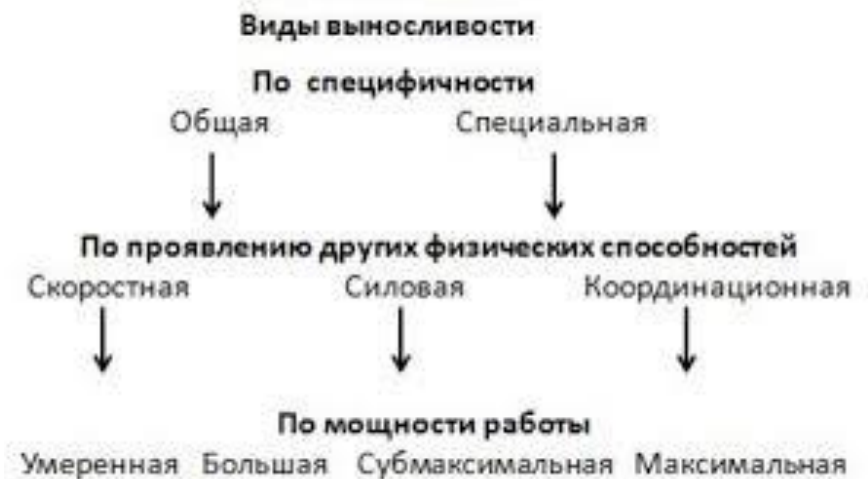 Виды выносливости
По специфичности
Общая Специальная
По проявлению других физических способностей
Скоростная Силовая Координационная
По мощности работы
Умеренная Большая Субмаксимальная Максимальная